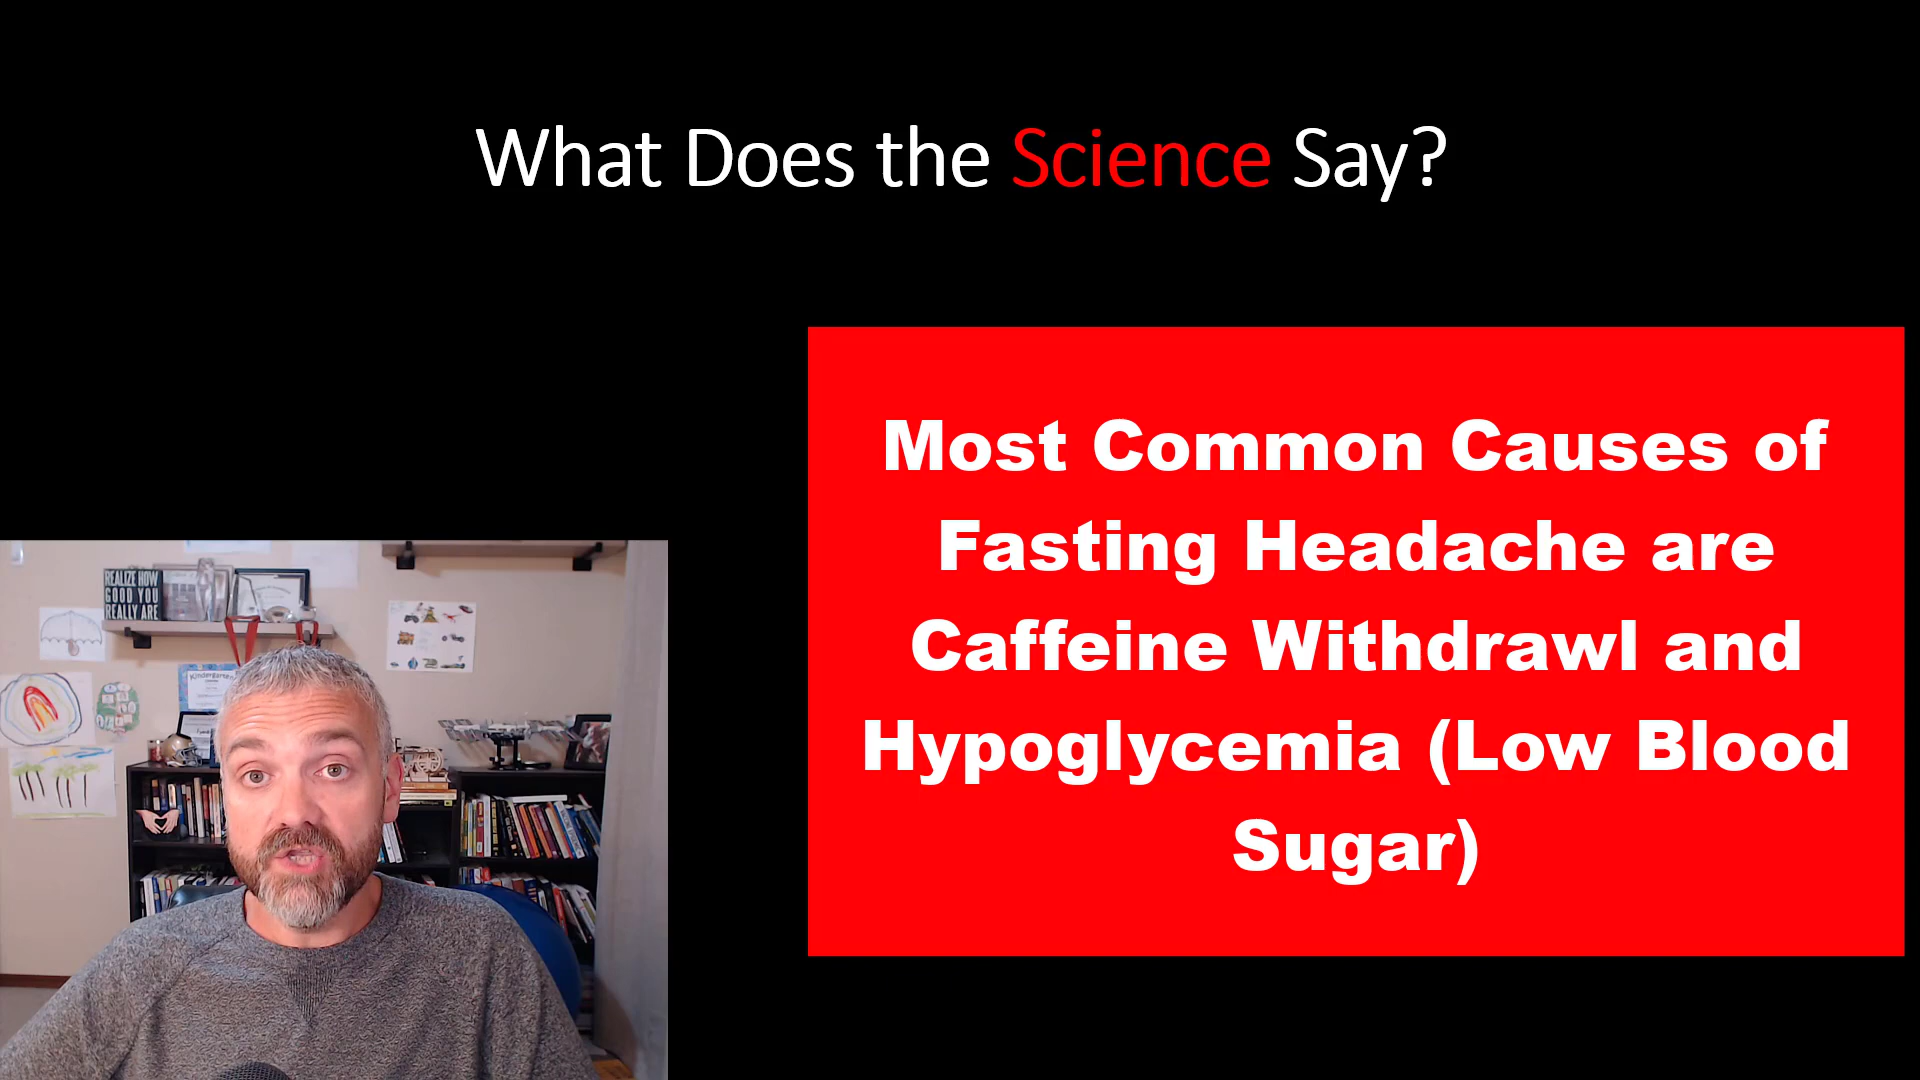 What Does the Science Say?
Most Common Causes of
Fasting Headache are
Caffeine Withdrawl and
Hypoglycemia (Low Blood
Sugar)
REALIZE HOW
GOOD YOU
REALLY ARE
Kindergarten